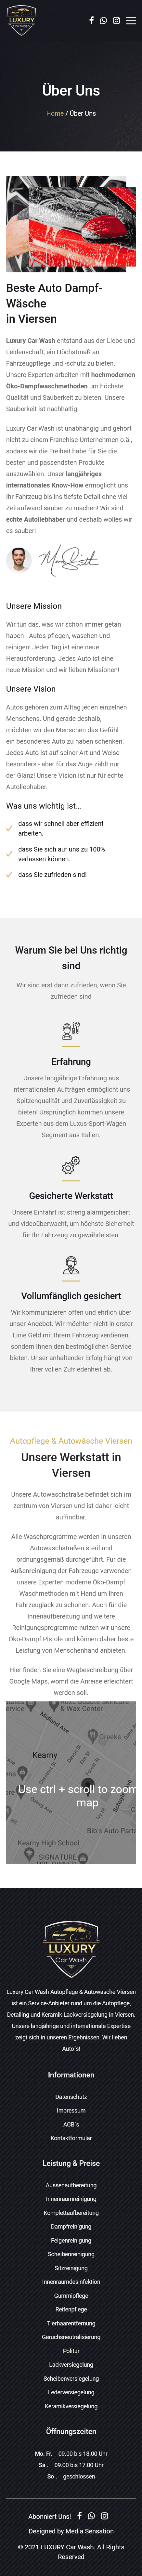 LUXURY
Car Wash
Über Uns
Home / Über Uns
Beste Auto Dampf-
Wäsche
in Viersen
Luxury Car Wash entstand aus der Liebe und
Leidenschaft, ein Höchstmaß an
Fahrzeugpflege und -schutz zu bieten.
Unsere Experten arbeiten mit hochmodernen
Öko-Dampfwaschmethoden um höchste
Qualität und Sauberkeit zu bieten. Unsere
Sauberkeit ist nachhaltig!
Luxury Car Wash ist unabhängig und gehört
nicht zu einem Franchise-Unternehmen o.ä.,
sodass wir die Freiheit habe für Sie die
besten und passendsten Produkte
auszuwählen. Unser langjähriges
internationales Know-How ermöglicht uns
Ihr Fahrzeug bis ins tiefste Detail ohne viel
Zeitaufwand sauber zu machen! Wir sind
echte Autoliebhaber und deshalb wolles wir
es sauber!
Unsere Mission
Wir tun das, was wir schon immer getan
haben - Autos pflegen, waschen und
reinigen! Jeder Tag ist eine neue
Herausforderung. Jedes Auto ist eine
neue Mission und wir lieben Missionen!
Unsere Vision
Autos gehören zum Alltag jeden einzelnen
Menschens. Und gerade deshalb,
möchten wir den Menschen das Gefühl
ein besonderes Auto zu haben schenken.
Jedes Auto ist auf seiner Art und Weise
besonders - aber für das Auge zählt nur
der Glanz! Unsere Vision ist nur für echte
Autoliebhaber.
Was uns wichtig ist...
dass wir schnell aber effizient
arbeiten.
dass Sie sich auf uns zu 100%
verlassen können.
dass Sie zufrieden sind!
Warum Sie bei Uns richtig
sind
Wir sind erst dann zufrieden, wenn Sie
zufrieden sind
Erfahrung
Unsere langjährige Erfahrung aus
internationalen Aufträgen ermöglicht uns
Spitzenqualität und Zuverlässigkeit zu
bieten! Ursprünglich kommen unsere
Experten aus dem Luxus-Sport-Wagen
Segment aus Italien.
Gesicherte Werkstatt
Unsere Einfahrt ist streng alarmgesichert
und videoüberwacht, um höchste Sicherheit
für Ihr Fahrzeug zu gewährleisten.
Vollumfänglich gesichert
Wir kommunizieren offen und ehrlich über
unser Angebot. Wir möchten nicht in erster
Linie Geld mit Ihrem Fahrzeug verdienen,
sondern Ihnen den bestmöglichen Service
bieten. Unser anhaltender Erfolg hängt von
Ihrer vollen Zufriedenheit ab.
Autopflege & Autowäsche Viersen
Unsere Werkstatt in
Viersen
Unsere Autowaschstraße befindet sich im
zentrum von Viersen und ist daher leicht
auffindbar.
Alle Waschprogramme werden in unseren
Autowaschstraßen steril und
ordnungsgemäß durchgeführt. Für die
Außenreinigung der Fahrzeuge verwenden
unsere Experten moderne Öko-Dampf
Waschmethoden mit Hand um Ihren
Fahrzeuglack zu schonen. Auch für die
Innenaufbereitung und weitere
Reinigungsprogramme nutzen wir unsere
Öko-Dampf Pistole und können daher beste
Leistung von Menschenhand anbieten.
Hier finden Sie eine Wegbeschreibung über
Google Maps, womit die Anreise erleichtert
werden soll.
& Wax Center
Service
Midland Ave
Greeks
Kearny
Use ctrl + scroll to zoom
map
Bib's Auto Parts
Kearny High School
SIGNATURE
LUXURY
Car Wash
Luxury Car Wash Autopflege & Autowäsche Viersen
ist ein Service-Anbieter rund um die Autopflege,
Detailing und Keramik Lackversiegelung in Viersen.
Unsere langjährige und internationale Expertise
zeigt sich in unseren Ergebnissen. Wir lieben
Auto´s!
Informationen
Datenschutz
Impressum
AGB´s
Kontaktformular
Leistung & Preise
Aussenaufbereitung
Innenraumreinigung
Komplettaufbereitung
Dampfreinigung
Felgenreinigung
Scheibenreinigung
Sitzreinigung
Innenraumdesinfektion
Gummipflege
Reifenpflege
Tierhaarentfernung
Geruchsneutralisierung
Politur
Lackversiegelung
Scheibenversiegelung
Lederversiegelung
Keramikversiegelung
Öffnungszeiten
Mo. Fr. 09.00 bis 18.00 Uhr
Sa . 09.00 bis 17.00 Uhr
So . geschlossen
Abonniert Uns!
Designed by Media Sensation
© 2021 LUXURY Car Wash. All Rights
Reserved